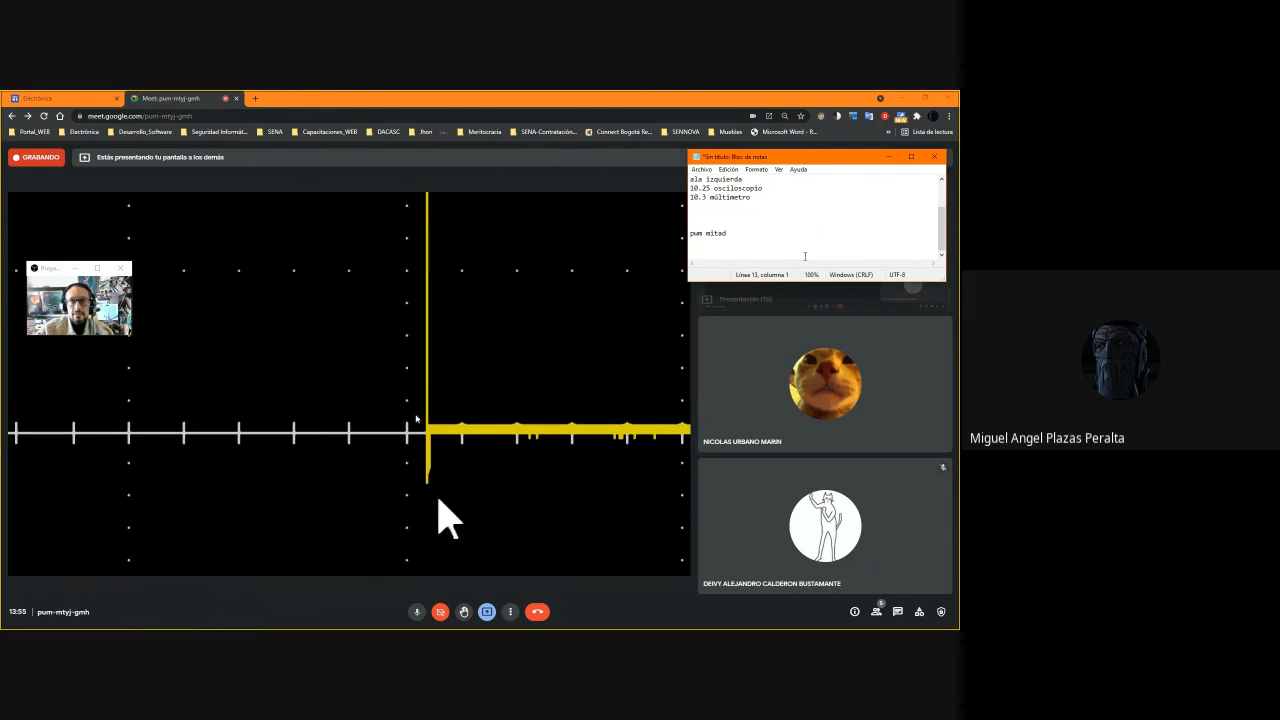 Electrónica
Meet: pum-mtyj-gmh
meet.google.com/pum-mtyj-gmh
Portal_WEB
Electrónica
Desarrollo_Software
Seguridad Informát...
SENA
Capacitaciones_WEB
DACASC
Jhon
Meritocracia
SENA-Contratación...
Connect Bogotá Re...
SENNOVA
Muebles
Microsoft Word - R...
»
Lista de lectura
GRABANDO
Estás presentando tu pantalla a los demás
*Sin título: Bloc de notas
Archivo Edición Formato Ver Ayuda
ala izquierda
10.25 osciloscopio
10.3 múltimetro
pwm mitad
Línea 13, columna 1 100% Windows (CRLF) UTF-8
Proye...
Presentación (Tú)
NICOLAS URBANO MARIN
Miguel Angel Plazas Peralta
DEIVY ALEJANDRO CALDERON BUSTAMANTE
13:55 | pum-mtyj-gmh
5